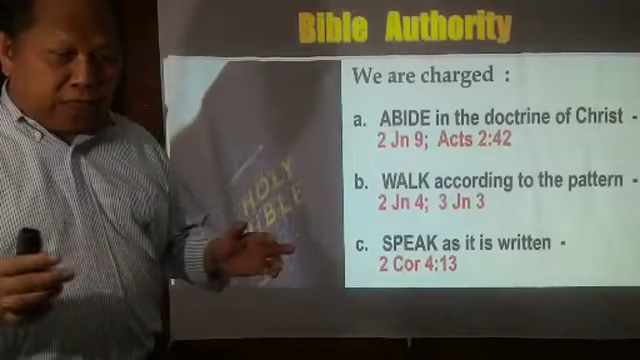 Bible Authority
We are charged :
a. ABIDE in the doctrine of Christ -
2 Jn 9; Acts 2:42
b. WALK according to the pattern -
2 Jn 4; 3 Jn 3
c. SPEAK as it is written -
2 Cor 4:13
HOLY
BIBLE